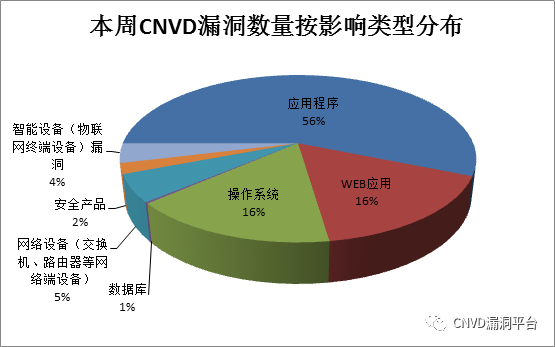 本周CNVD漏洞数量按影响类型分布
应用程序
56%
智能设备（物联
网终端设备）漏
洞
4%
WEB应用
16%
操作系统
16%
安全产品
2%
网络设备（交换
机、路由器等网
络端设备）
5%
数据库
1%
CNVD漏洞平台